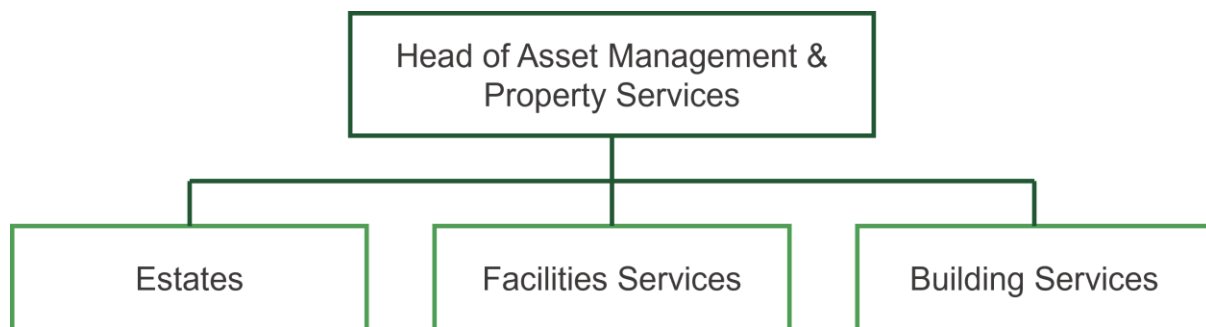 Head of Asset Management &
Property Services
Estates
Facilities Services
Building Services